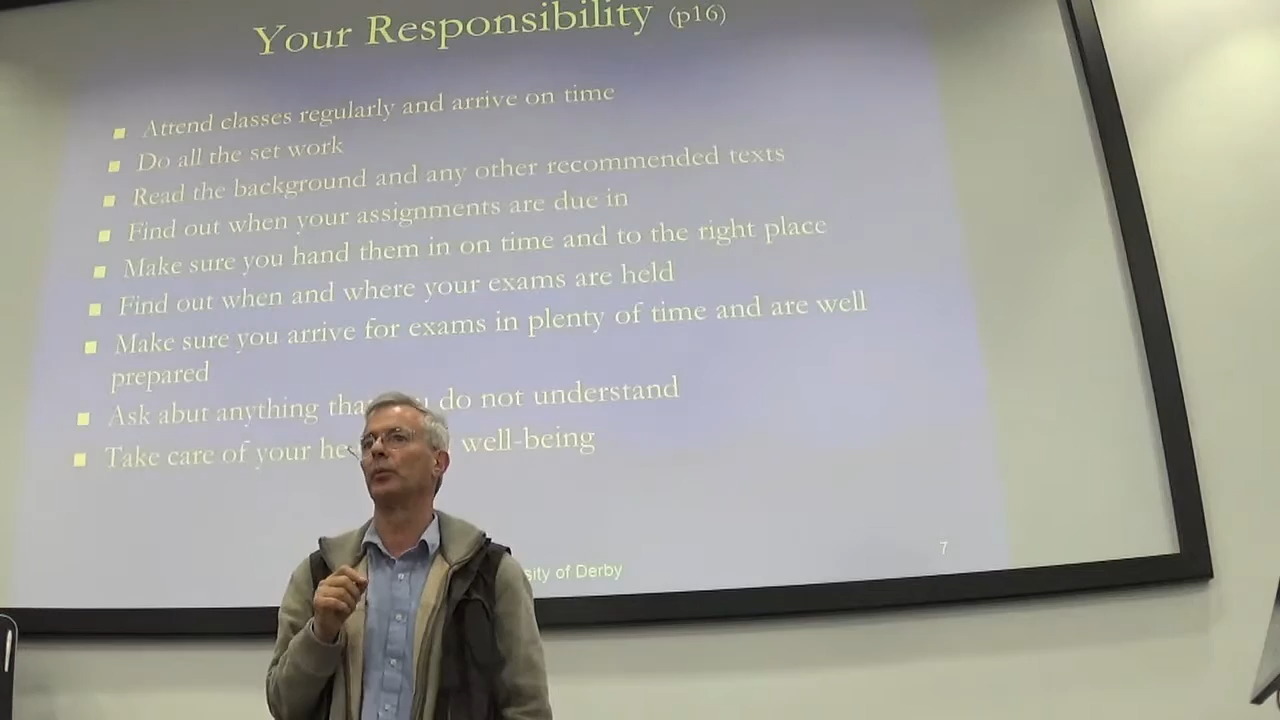 Your Responsibility (p16)
Attend classes regularly and arrive on time
Do all the set work
Read the background and any other recommended texts
Find out when your assignments are due in
Make sure you hand them in on time and to the right place
Find out when and where your exams are held
Make sure you arrive for exams in plenty of time and are well
prepared
Ask abut anything do not understand
Take care of your well-being
of Derby
7